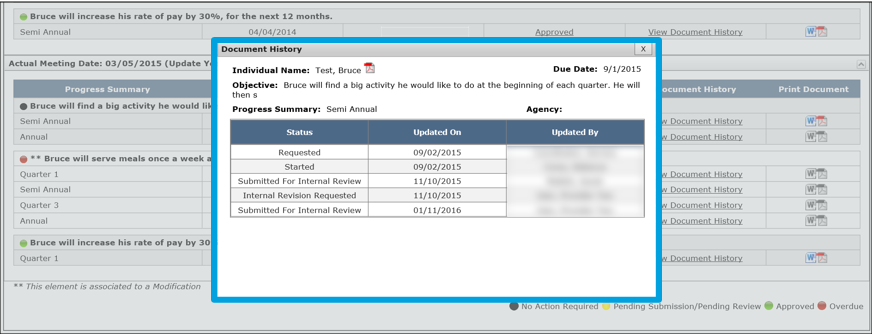 Bruce will increase his rate of pay by 30%, for the next 12 months.
Semi Annual 04/04/2014 Approved View Document History
Document History X
Individual Name: Test, Bruce Due Date: 9/1/2015
Objective: Bruce will find a big activity he would like to do at the beginning of each quarter. He will
then s
Progress Summary: Semi Annual Agency:
Status Updated On Updated By
Requested 09/02/2015
Started 09/02/2015
Submitted For Internal Review 11/10/2015
Internal Revision Requested 11/10/2015
Submitted For Internal Review 01/11/2016
Actual Meeting Date: 03/05/2015 (Update Y
Progress Summary ocument History Print Document
Bruce will find a big activity he would lik
Semi Annual w Document History
Annual w Document History
** Bruce will serve meals once a week a
Quarter 1 w Document History
Semi Annual w Document History
Quarter 3 w Document History
Annual w Document History
Bruce will increase his rate of pay by 30
Quarter 1 w Document History
** This element is associated to a Modification
No Action Required Pending Submission/Pending Review Approved Overdue